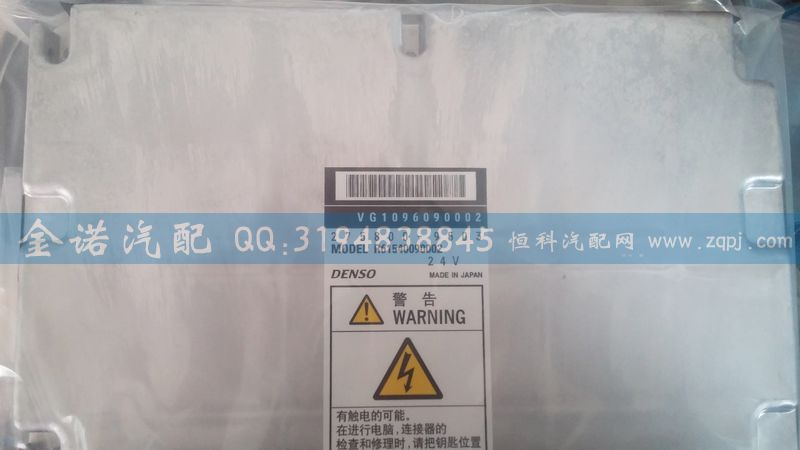 VG1096090002
金诺汽配 QQ:3194838845 恒科汽配网 www.zqpj.com
MODEL R61540090002
24V
DENSO MADE IN JAPAN
警告
WARNING
有触电的可能。
在进行电脑,连接器的
检查和修理时,请把钥匙位置